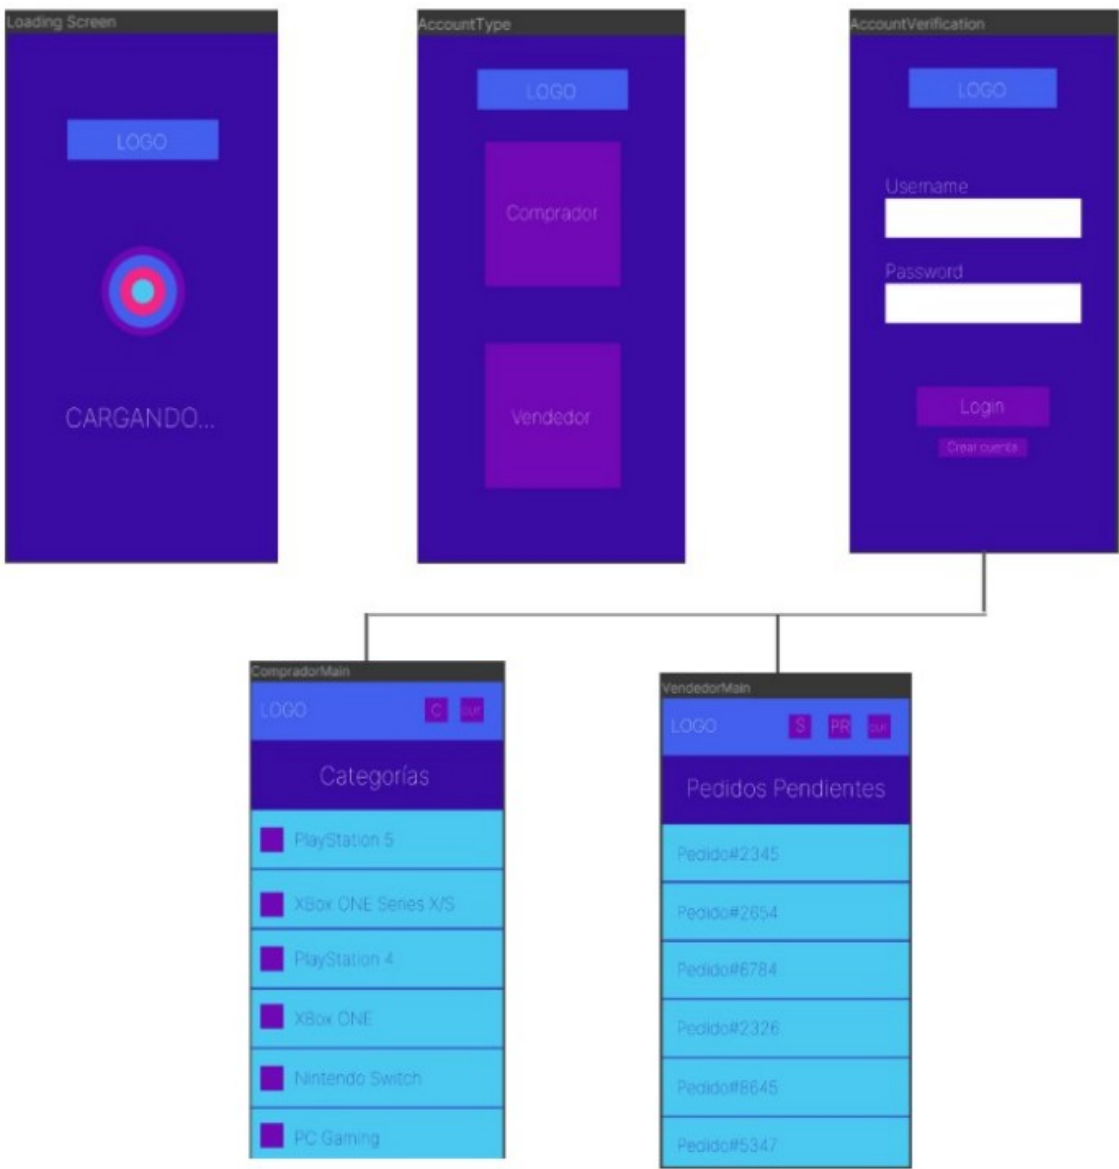 Loading Screen
LOGO
CARGANDO...
AccountType
LOGO
Comprador
Vendedor
AccountVerification
LOGO
Username
Password
Login
Crear cuenta
CompradorMain
LOGO C OUT
Categorías
PlayStation 5
XBox ONE Series X/S
PlayStation 4
XBox ONE
Nintendo Switch
PC Gaming
VendedorMain
LOGO S PR OUT
Pedidos Pendientes
Pedido#2345
Pedido#2654
Pedido#6784
Pedido#2326
Pedido#8645
Pedido#5347